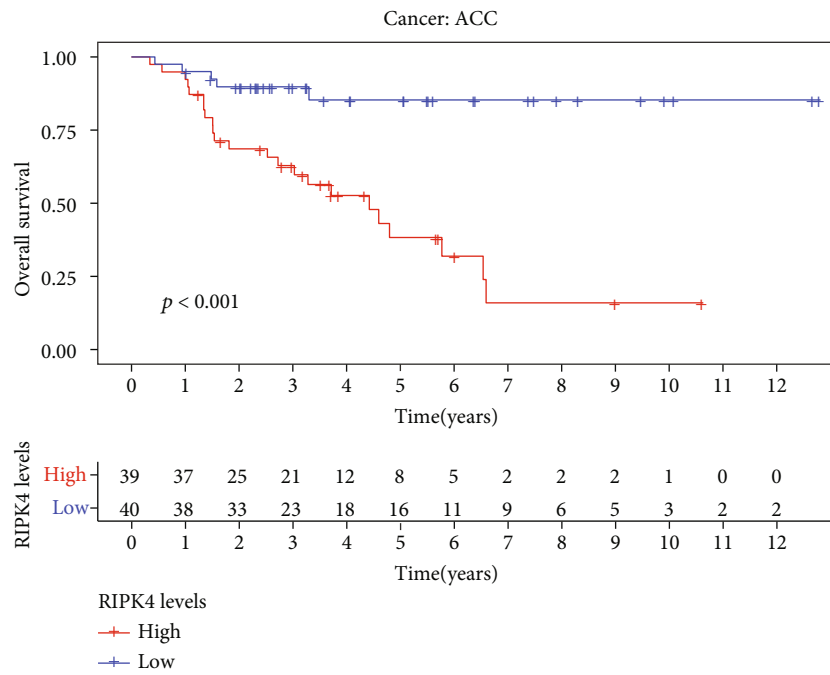 Cancer: ACC
Overall survival
1.00
0.75
0.50
0.25
0.00
p < 0.001
0 1 2 3 4 5 6 7 8 9 10 11 12
Time(years)
RIPK4 levels
High 39 37 25 21 12 8 5 2 2 2 1 0 0
Low 40 38 33 23 18 16 11 9 6 5 3 2 2
0 1 2 3 4 5 6 7 8 9 10 11 12
Time(years)
RIPK4 levels
High
Low